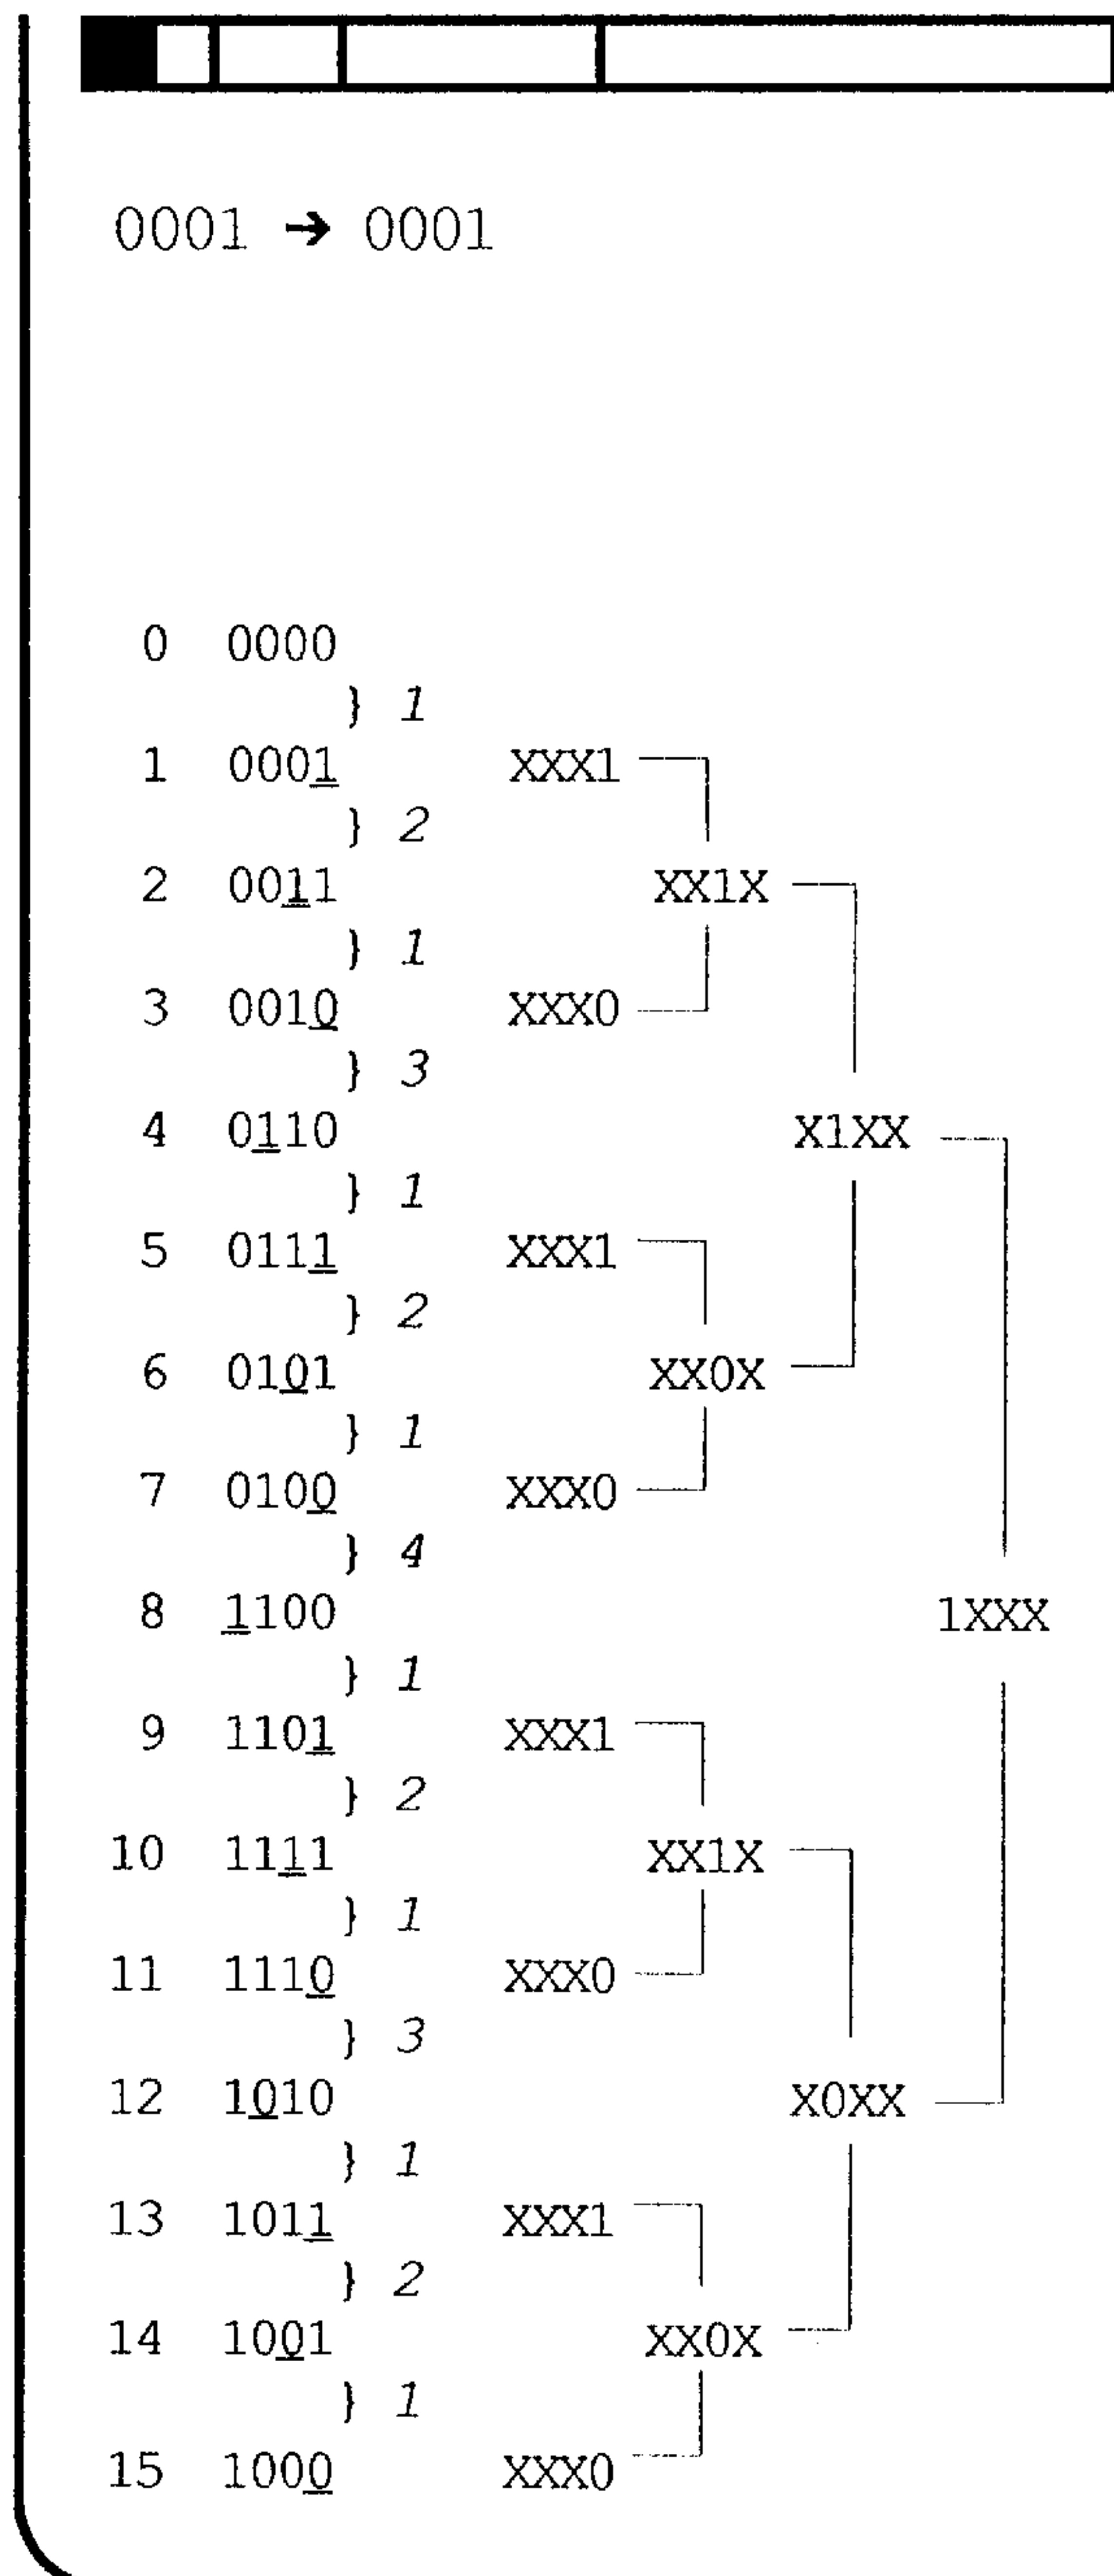 0001 → 0001
0 0000
} 1
1 0001 XXX1
} 2
2 0011 XX1X
} 1
3 0010 XXX0
} 3
4 0110 X1XX
} 1
5 0111 XXX1
} 2
6 0101 XX0X
} 1
7 0100 XXX0
} 4
8 1100 1XXX
} 1
9 1101 XXX1
} 2
10 1111 XX1X
} 1
11 1110 XXX0
} 3
12 1010 X0XX
} 1
13 1011 XXX1
} 2
14 1001 XX0X
} 1
15 1000 XXX0